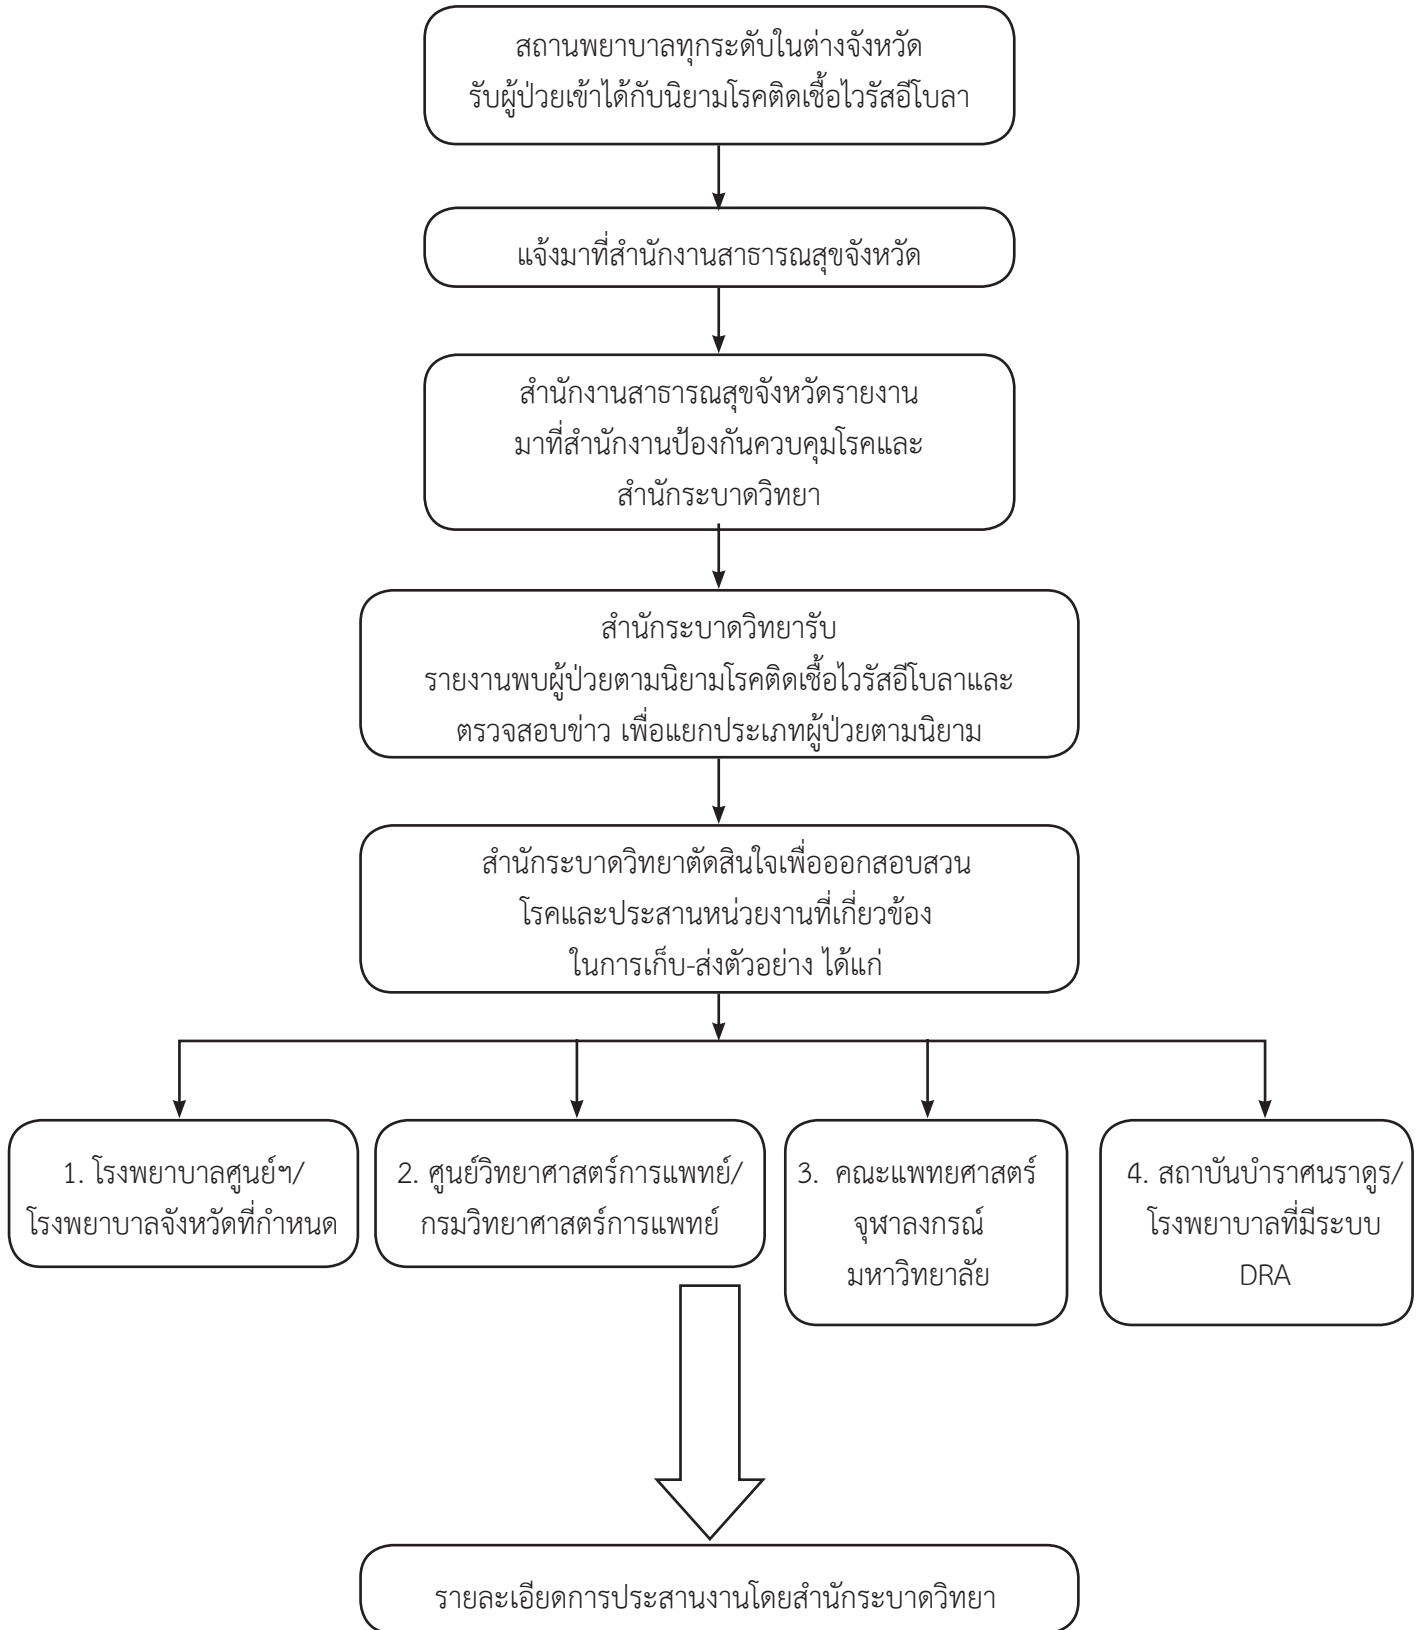 สถานพยาบาลทุกระดับในต่างจังหวัด
รับผู้ป่วยเข้าได้กับนิยามโรคติดเชื้อไวรัสอีโบลา
แจ้งมาที่สำนักงานสาธารณสุขจังหวัด
สำนักงานสาธารณสุขจังหวัดรายงาน
มาที่สำนักงานป้องกันควบคุมโรคและ
สำนักระบาดวิทยา
สำนักระบาดวิทยารับ
รายงานพบผู้ป่วยตามนิยามโรคติดเชื้อไวรัสอีโบลาและ
ตรวจสอบข่าว เพื่อแยกประเภทผู้ป่วยตามนิยาม
สำนักระบาดวิทยาตัดสินใจเพื่อออกสอบสวน
โรคและประสานหน่วยงานที่เกี่ยวข้อง
ในการเก็บ-ส่งตัวอย่าง ได้แก่
1. โรงพยาบาลศูนย์ฯ/
โรงพยาบาลจังหวัดที่กำหนด
2. ศูนย์วิทยาศาสตร์การแพทย์/
กรมวิทยาศาสตร์การแพทย์
3. คณะแพทยศาสตร์
จุฬาลงกรณ์
มหาวิทยาลัย
4. สถาบันบำราศนราดูร/
โรงพยาบาลที่มีระบบ
DRA
รายละเอียดการประสานงานโดยสำนักระบาดวิทยา